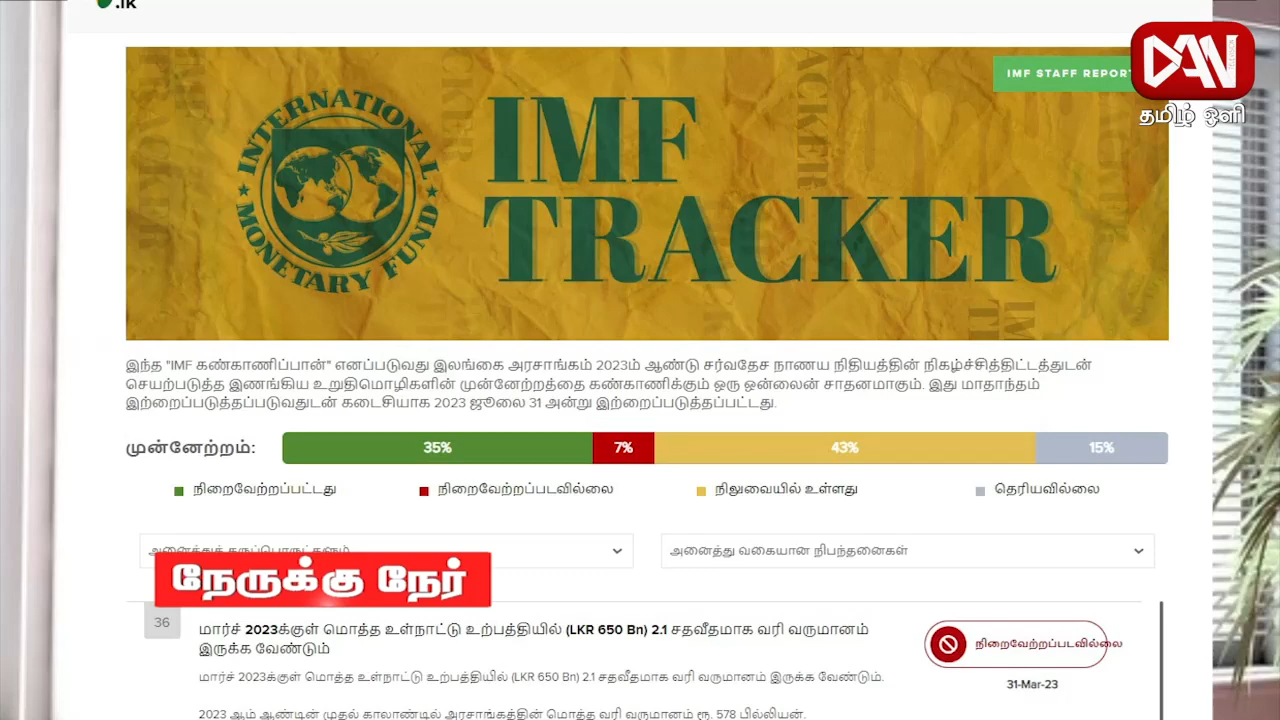 .lk
IMF STAFF REPORT
DAN
தமிழ் ஒளி
INTERNATIONAL MONETARY FUND
IMF
TRACKER
இந்த "IMF கண்காணிப்பான்" எனப்படுவது இலங்கை அரசாங்கம் 2023ம் ஆண்டு சர்வதேச நாணய நிதியத்தின் நிகழ்ச்சித்திட்டத்துடன்
செயற்படுத்த இணங்கிய உறுதிமொழிகளின் முன்னேற்றத்தை கண்காணிக்கும் ஒரு ஒன்லைன் சாதனமாகும். இது மாதாந்தம்
இற்றைப்படுத்தப்படுவதுடன் கடைசியாக 2023 ஜூலை 31 அன்று இற்றைப்படுத்தப்பட்டது.
முன்னேற்றம்: 35% 7% 43% 15%
நிறைவேற்றப்பட்டது நிறைவேற்றப்படவில்லை நிலுவையில் உள்ளது தெரியவில்லை
அனைத்துக் கருப்பொருட்களும் அனைத்து வகையான நிபந்தனைகள்
நேருக்கு நேர்
36
மார்ச் 2023க்குள் மொத்த உள்நாட்டு உற்பத்தியில் (LKR 650 Bn) 2.1 சதவீதமாக வரி வருமானம்
இருக்க வேண்டும்
நிறைவேற்றப்படவில்லை
31-Mar-23
மார்ச் 2023க்குள் மொத்த உள்நாட்டு உற்பத்தியில் (LKR 650 Bn) 2.1 சதவீதமாக வரி வருமானம் இருக்க வேண்டும்.
2023 ஆம் ஆண்டின் முதல் காலாண்டில் அரசாங்கத்தின் மொத்த வரி வருமானம் ரூ. 578 பில்லியன்.